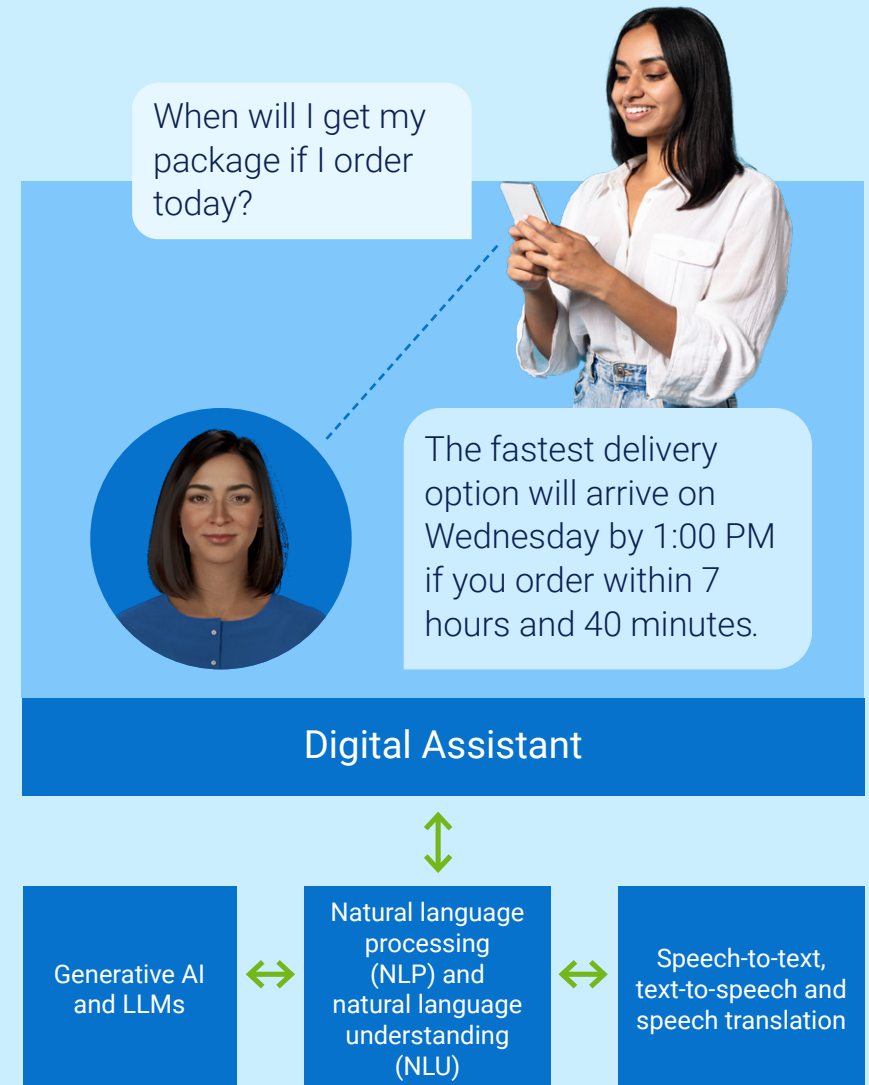 When will I get my
package if I order
today?
The fastest delivery
option will arrive on
Wednesday by 1:00 PM
if you order within 7
hours and 40 minutes.
Digital Assistant
Generative AI
and LLMs
Natural language
processing
(NLP) and
natural language
understanding
(NLU)
Speech-to-text,
text-to-speech and
speech translation